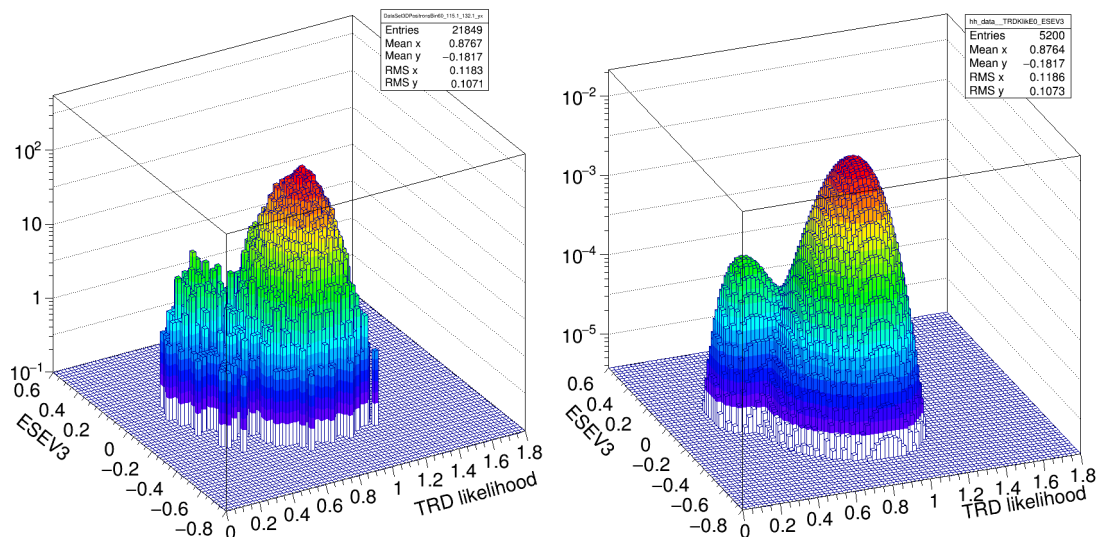 DataSet3DPositronsBin60_115.1_132.1_yx
Entries 21849
Mean x 0.8767
Mean y −0.1817
RMS x 0.1183
RMS y 0.1071
10²
10
1
10⁻¹
0.6
0.4
0.2
0
−0.2
−0.4
−0.6
−0.8
ESEV3
0 0.2 0.4 0.6 0.8 1 1.2 1.4 1.6 1.8
TRD likelihood
hh_data__TRDKlikE0_ESEV3
Entries 5200
Mean x 0.8764
Mean y −0.1817
RMS x 0.1186
RMS y 0.1073
10⁻²
10⁻³
10⁻⁴
10⁻⁵
0.6
0.4
0.2
0
−0.2
−0.4
−0.6
−0.8
ESEV3
0 0.2 0.4 0.6 0.8 1 1.2 1.4 1.6 1.8
TRD likelihood